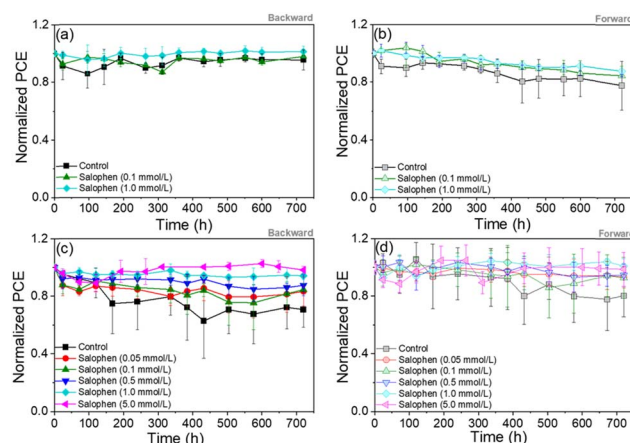 Backward
Forward
(a)
(b)
Normalized PCE
1.2
0.8
0.4
0.0
Control
Salophen (0.1 mmol/L)
Salophen (1.0 mmol/L)
0 100 200 300 400 500 600 700
Time (h)
Normalized PCE
1.2
0.8
0.4
0.0
Control
Salophen (0.1 mmol/L)
Salophen (1.0 mmol/L)
0 100 200 300 400 500 600 700
Time (h)
Backward
Forward
(c)
(d)
Normalized PCE
1.2
0.8
0.4
0.0
Control
Salophen (0.05 mmol/L)
Salophen (0.1 mmol/L)
Salophen (0.5 mmol/L)
Salophen (1.0 mmol/L)
Salophen (5.0 mmol/L)
0 100 200 300 400 500 600 700
Time (h)
Normalized PCE
1.2
0.8
0.4
0.0
Control
Salophen (0.05 mmol/L)
Salophen (0.1 mmol/L)
Salophen (0.5 mmol/L)
Salophen (1.0 mmol/L)
Salophen (5.0 mmol/L)
0 100 200 300 400 500 600 700
Time (h)